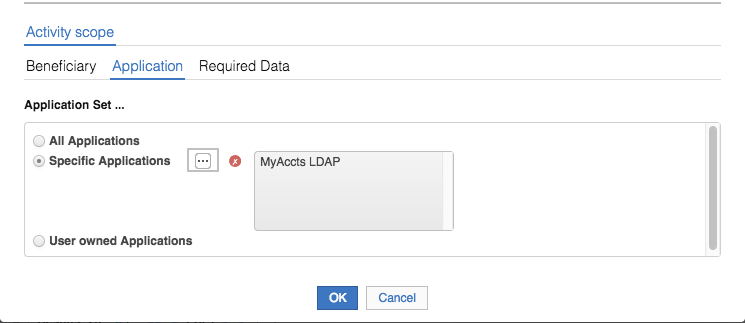 Activity scope
Beneficiary Application Required Data
Application Set ...
All Applications
Specific Applications ... MyAccts LDAP
User owned Applications
OK Cancel